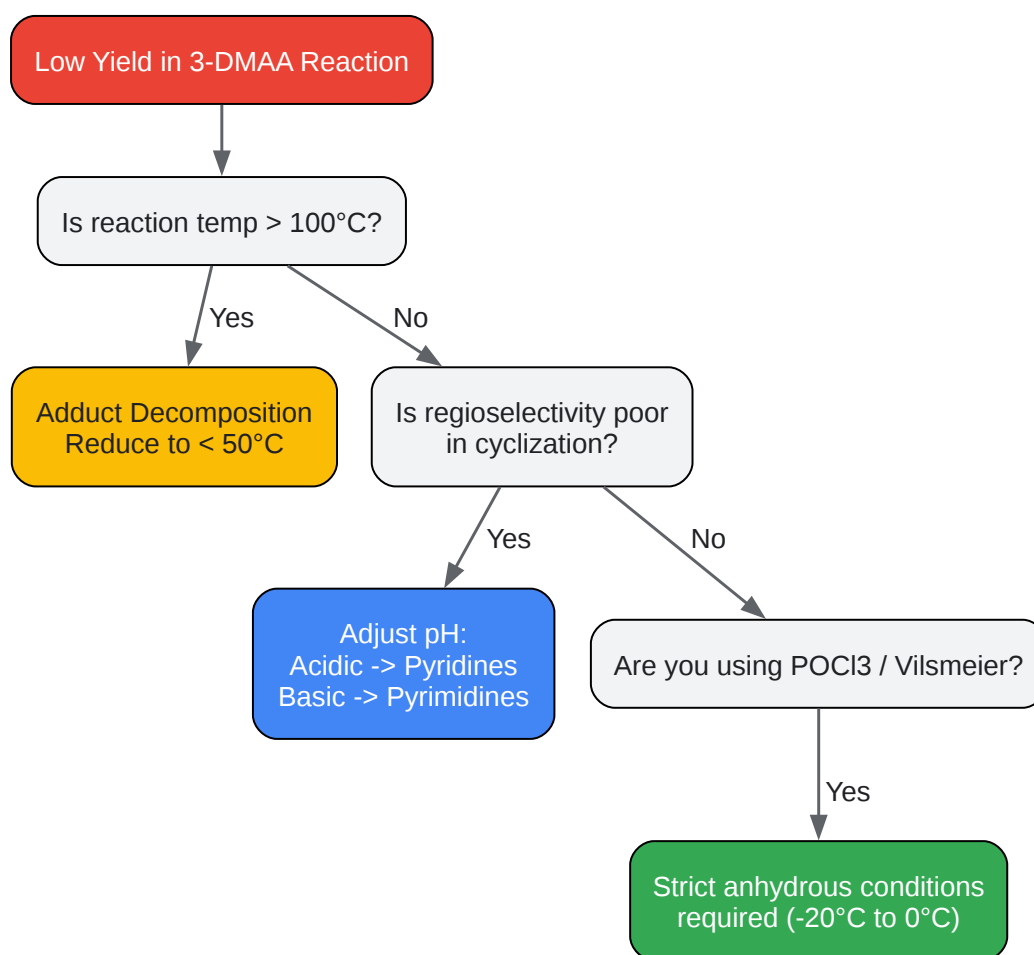 Low Yield in 3-DMAA Reaction
Is reaction temp > 100°C?
Yes
No
Adduct Decomposition
Reduce to < 50°C
Is regioselectivity poor
in cyclization?
Yes
No
Adjust pH:
Acidic -> Pyridines
Basic -> Pyrimidines
Are you using POCl3 / Vilsmeier?
Yes
Strict anhydrous conditions
required (-20°C to 0°C)